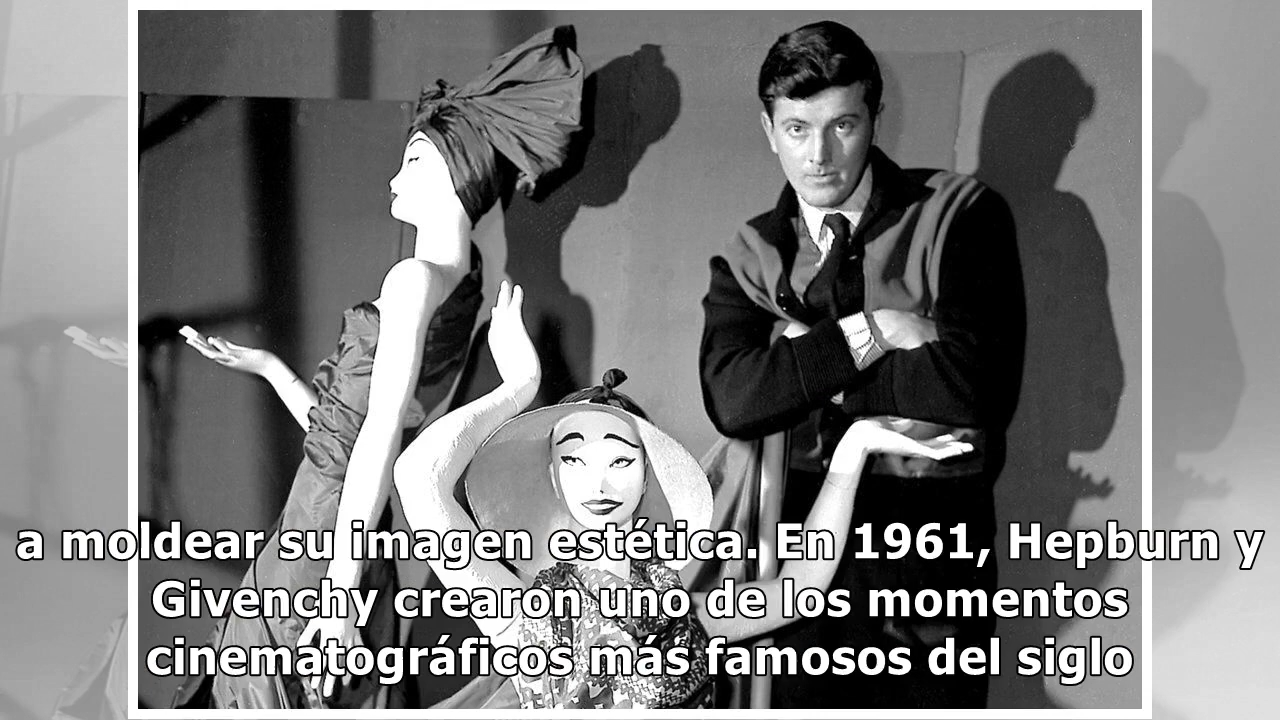 a moldear su imagen estética. En 1961, Hepburn y
Givenchy crearon uno de los momentos
cinematográficos más famosos del siglo